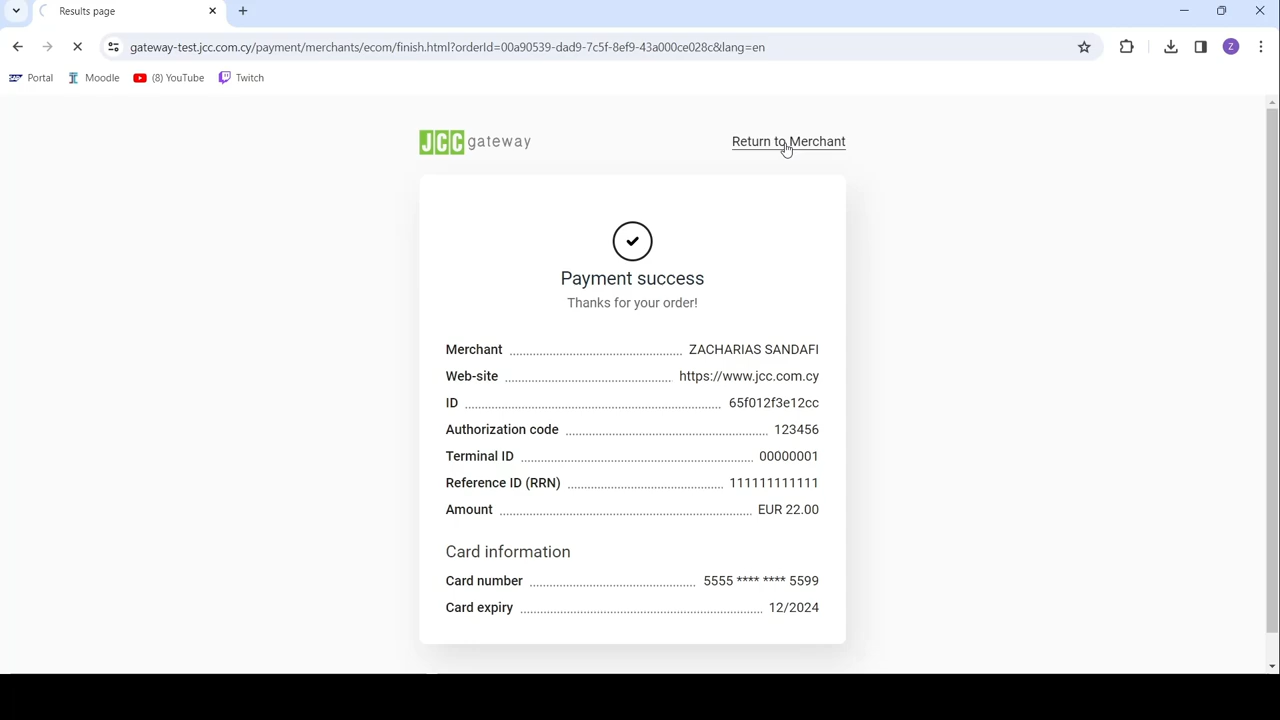 Results page
gateway-test.jcc.com.cy/payment/merchants/ecom/finish.html?orderId=00a90539-dad9-7c5f-8ef9-43a000ce028c&lang=en
Z
Portal Moodle (8) YouTube Twitch
JCC gateway Return to Merchant
Payment success
Thanks for your order!
Merchant ZACHARIAS SANDAFI
Web-site https://www.jcc.com.cy
ID 65f012f3e12cc
Authorization code 123456
Terminal ID 00000001
Reference ID (RRN) 111111111111
Amount EUR 22.00
Card information
Card number 5555 **** **** 5599
Card expiry 12/2024